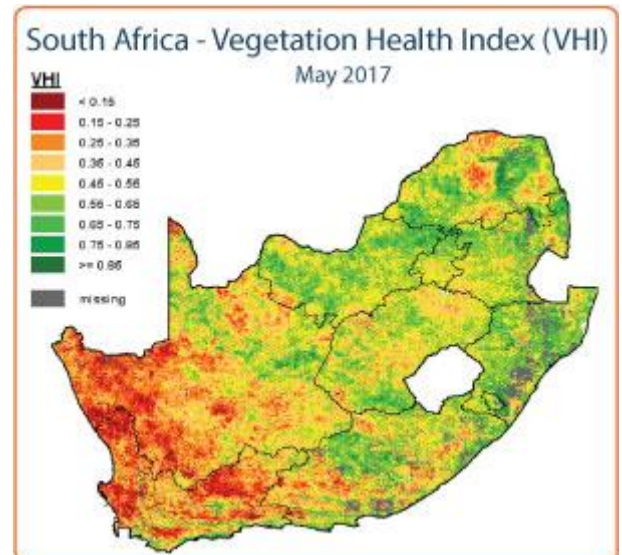 South Africa - Vegetation Health Index (VHI)
May 2017
VHI
< 0.15
0.15 - 0.25
0.25 - 0.35
0.35 - 0.45
0.45 - 0.55
0.55 - 0.65
0.65 - 0.75
0.75 - 0.85
>= 0.85
missing